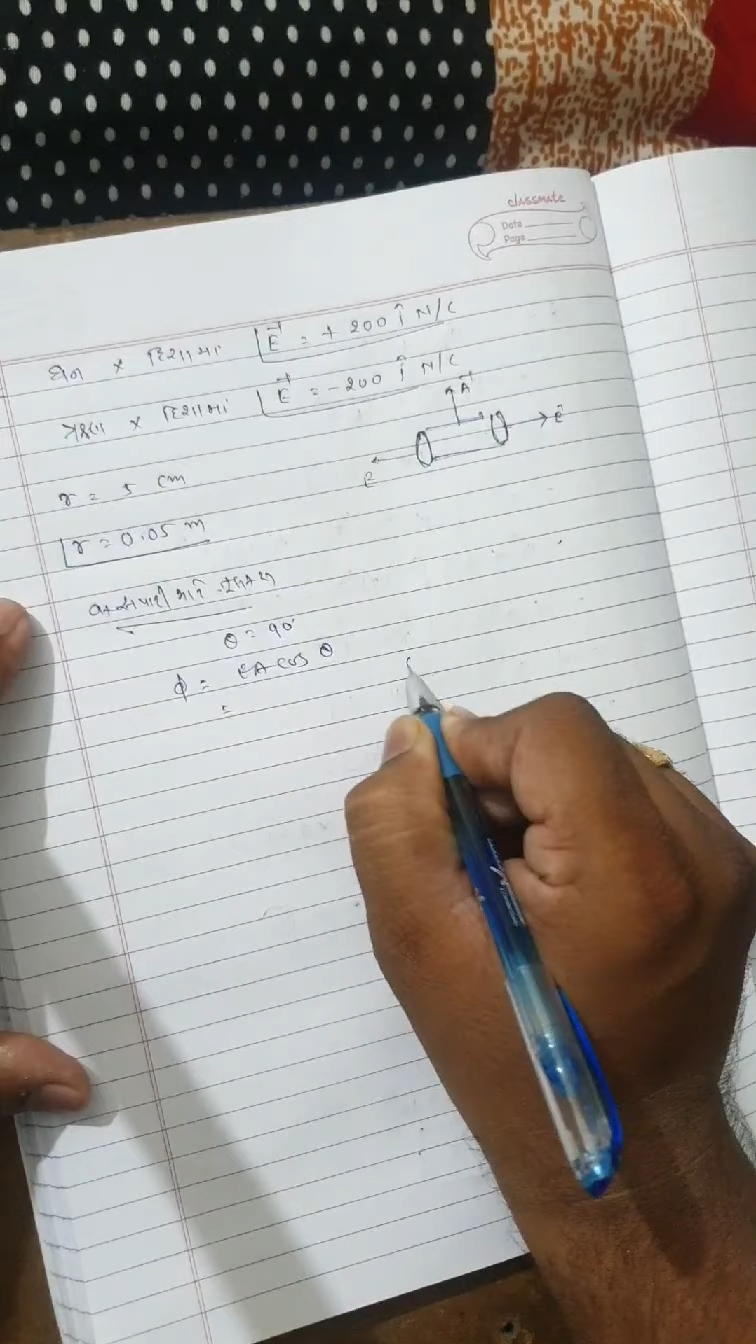 classmate
Date
Page
ધન x દિશામાં E⃗ = + 200 î N/C
ઋણ x દિશામાં E⃗ = - 200 î N/C
A⃗
E⃗
E
r = 5 cm
r = 0.05 m
માટે
θ = 90°
ϕ = EA cos θ
=